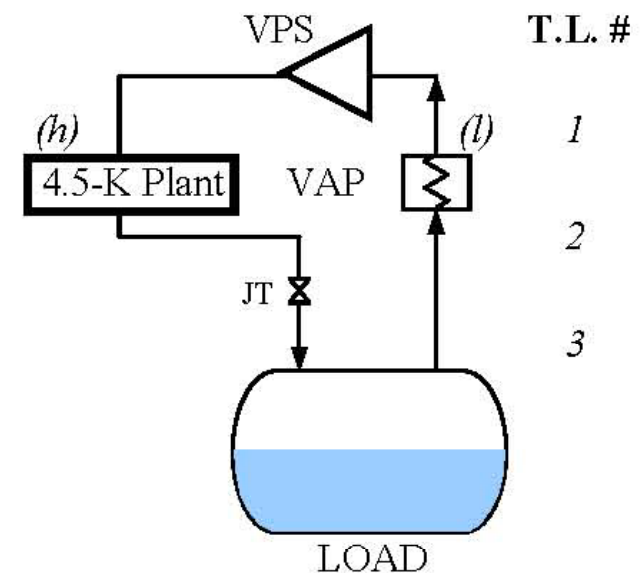 VPS
T.L. #
(h)
(l)
1
4.5-K Plant
VAP
2
JT
3
LOAD